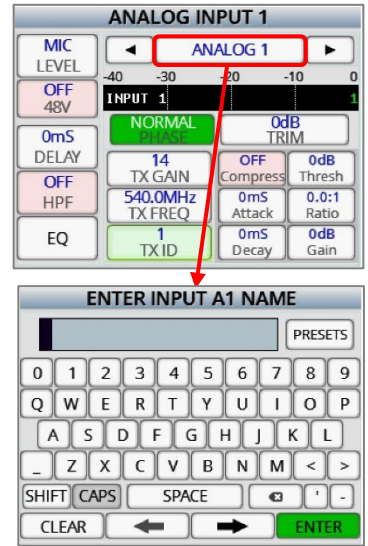 ANALOG INPUT 1
MIC
LEVEL
◄ ANALOG 1 ►
OFF
48V
-40 -30 -20 -10 0
INPUT 1 1
0mS
DELAY
NORMAL
PHASE
0dB
TRIM
OFF
HPF
14
TX GAIN
OFF
Compress
0dB
Thresh
540.0MHz
TX FREQ
0mS
Attack
0.0:1
Ratio
EQ
1
TX ID
0mS
Decay
0dB
Gain
ENTER INPUT A1 NAME
PRESETS
0 1 2 3 4 5 6 7 8 9
Q W E R T Y U I O P
A S D F G H J K L
_ Z X C V B N M < >
SHIFT CAPS SPACE ' -
CLEAR ENTER